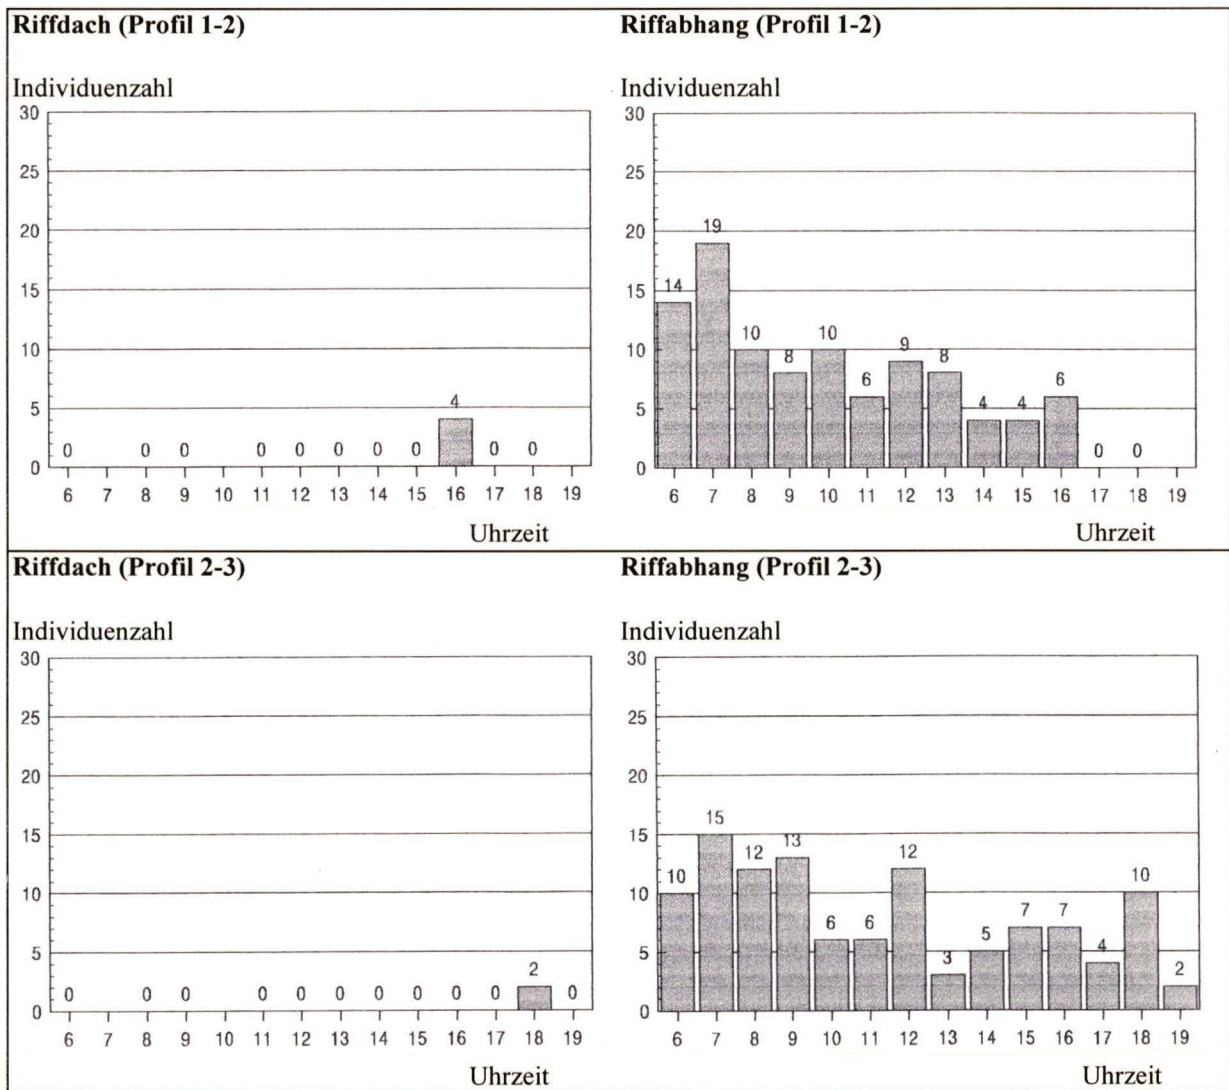 Riffdach (Profil 1-2)
Individuenzahl
30
25
20
15
10
5
0
0 0 0 0 0 0 0 0 4 0 0
6 7 8 9 10 11 12 13 14 15 16 17 18 19
Uhrzeit
Riffabhang (Profil 1-2)
Individuenzahl
30
25
20
15
10
5
0
14 19 10 8 10 6 9 8 4 4 6 0 0
6 7 8 9 10 11 12 13 14 15 16 17 18 19
Uhrzeit
Riffdach (Profil 2-3)
Individuenzahl
30
25
20
15
10
5
0
0 0 0 0 0 0 0 0 0 0 2 0
6 7 8 9 10 11 12 13 14 15 16 17 18 19
Uhrzeit
Riffabhang (Profil 2-3)
Individuenzahl
30
25
20
15
10
5
0
10 15 12 13 6 6 12 3 5 7 7 4 10 2
6 7 8 9 10 11 12 13 14 15 16 17 18 19
Uhrzeit